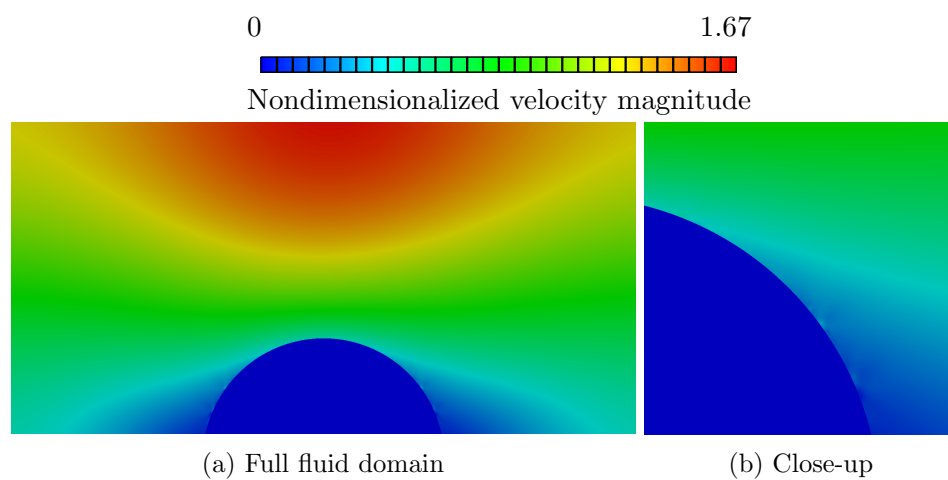 0 1.67
Nondimensionalized velocity magnitude
(a) Full fluid domain
(b) Close-up